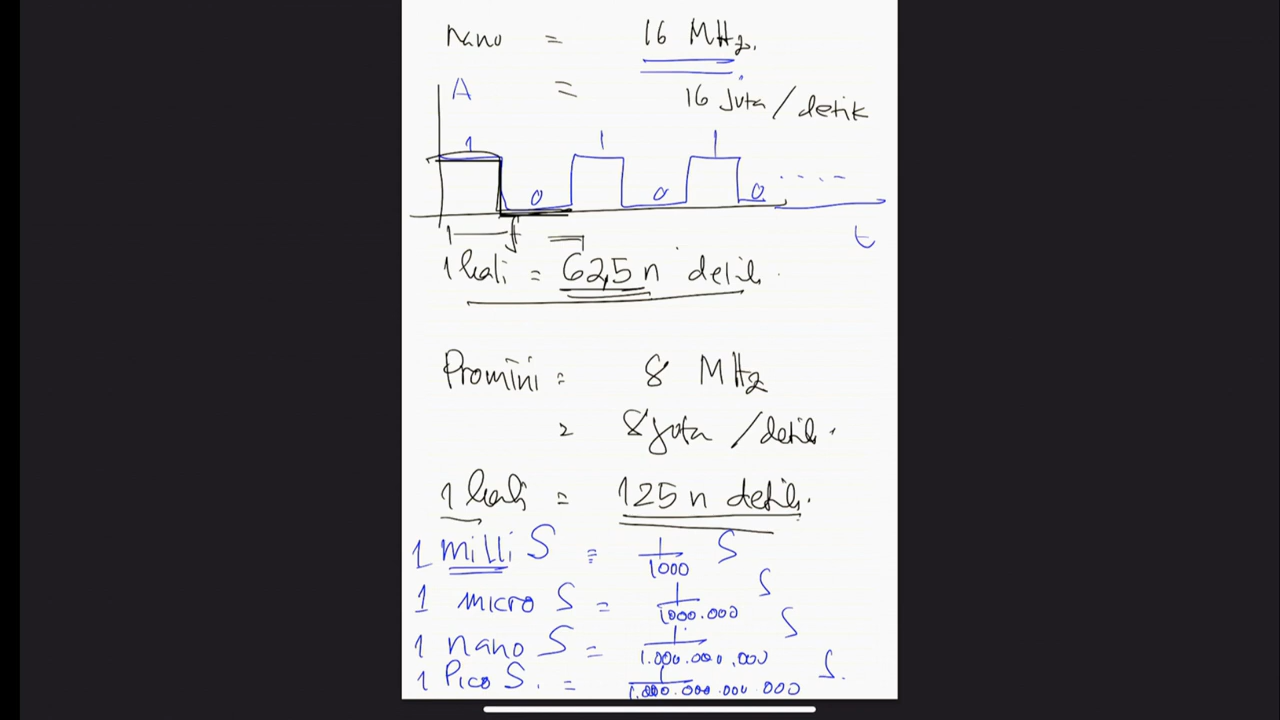 nano = 16 MHz.
A = 16 juta / detik
1 0 1 0 1 0 ....
t
1 kali = 62,5 n detik.
Promini = 8 MHz
= 8 juta / detik.
1 kali = 125 n detik.
1 milli S = 1/1000 S
1 micro S = 1/1000.000 S
1 nano S = 1/1.000.000.000 S
1 Pico S. = 1/1.000.000.000.000 S.